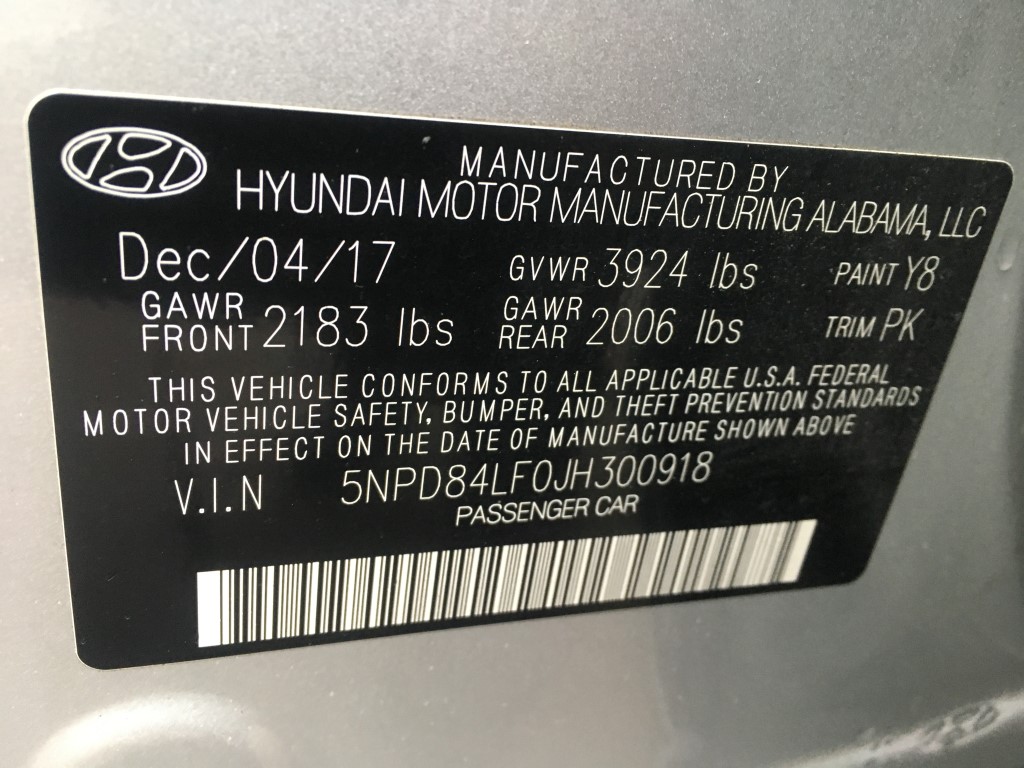 MANUFACTURED BY
HYUNDAI MOTOR MANUFACTURING ALABAMA, LLC
Dec/04/17 GVWR 3924 lbs PAINT Y8
GAWR FRONT 2183 lbs GAWR REAR 2006 lbs TRIM PK
THIS VEHICLE CONFORMS TO ALL APPLICABLE U.S.A. FEDERAL
MOTOR VEHICLE SAFETY, BUMPER, AND THEFT PREVENTION STANDARDS
IN EFFECT ON THE DATE OF MANUFACTURE SHOWN ABOVE
V.I.N 5NPD84LF0JH300918
PASSENGER CAR